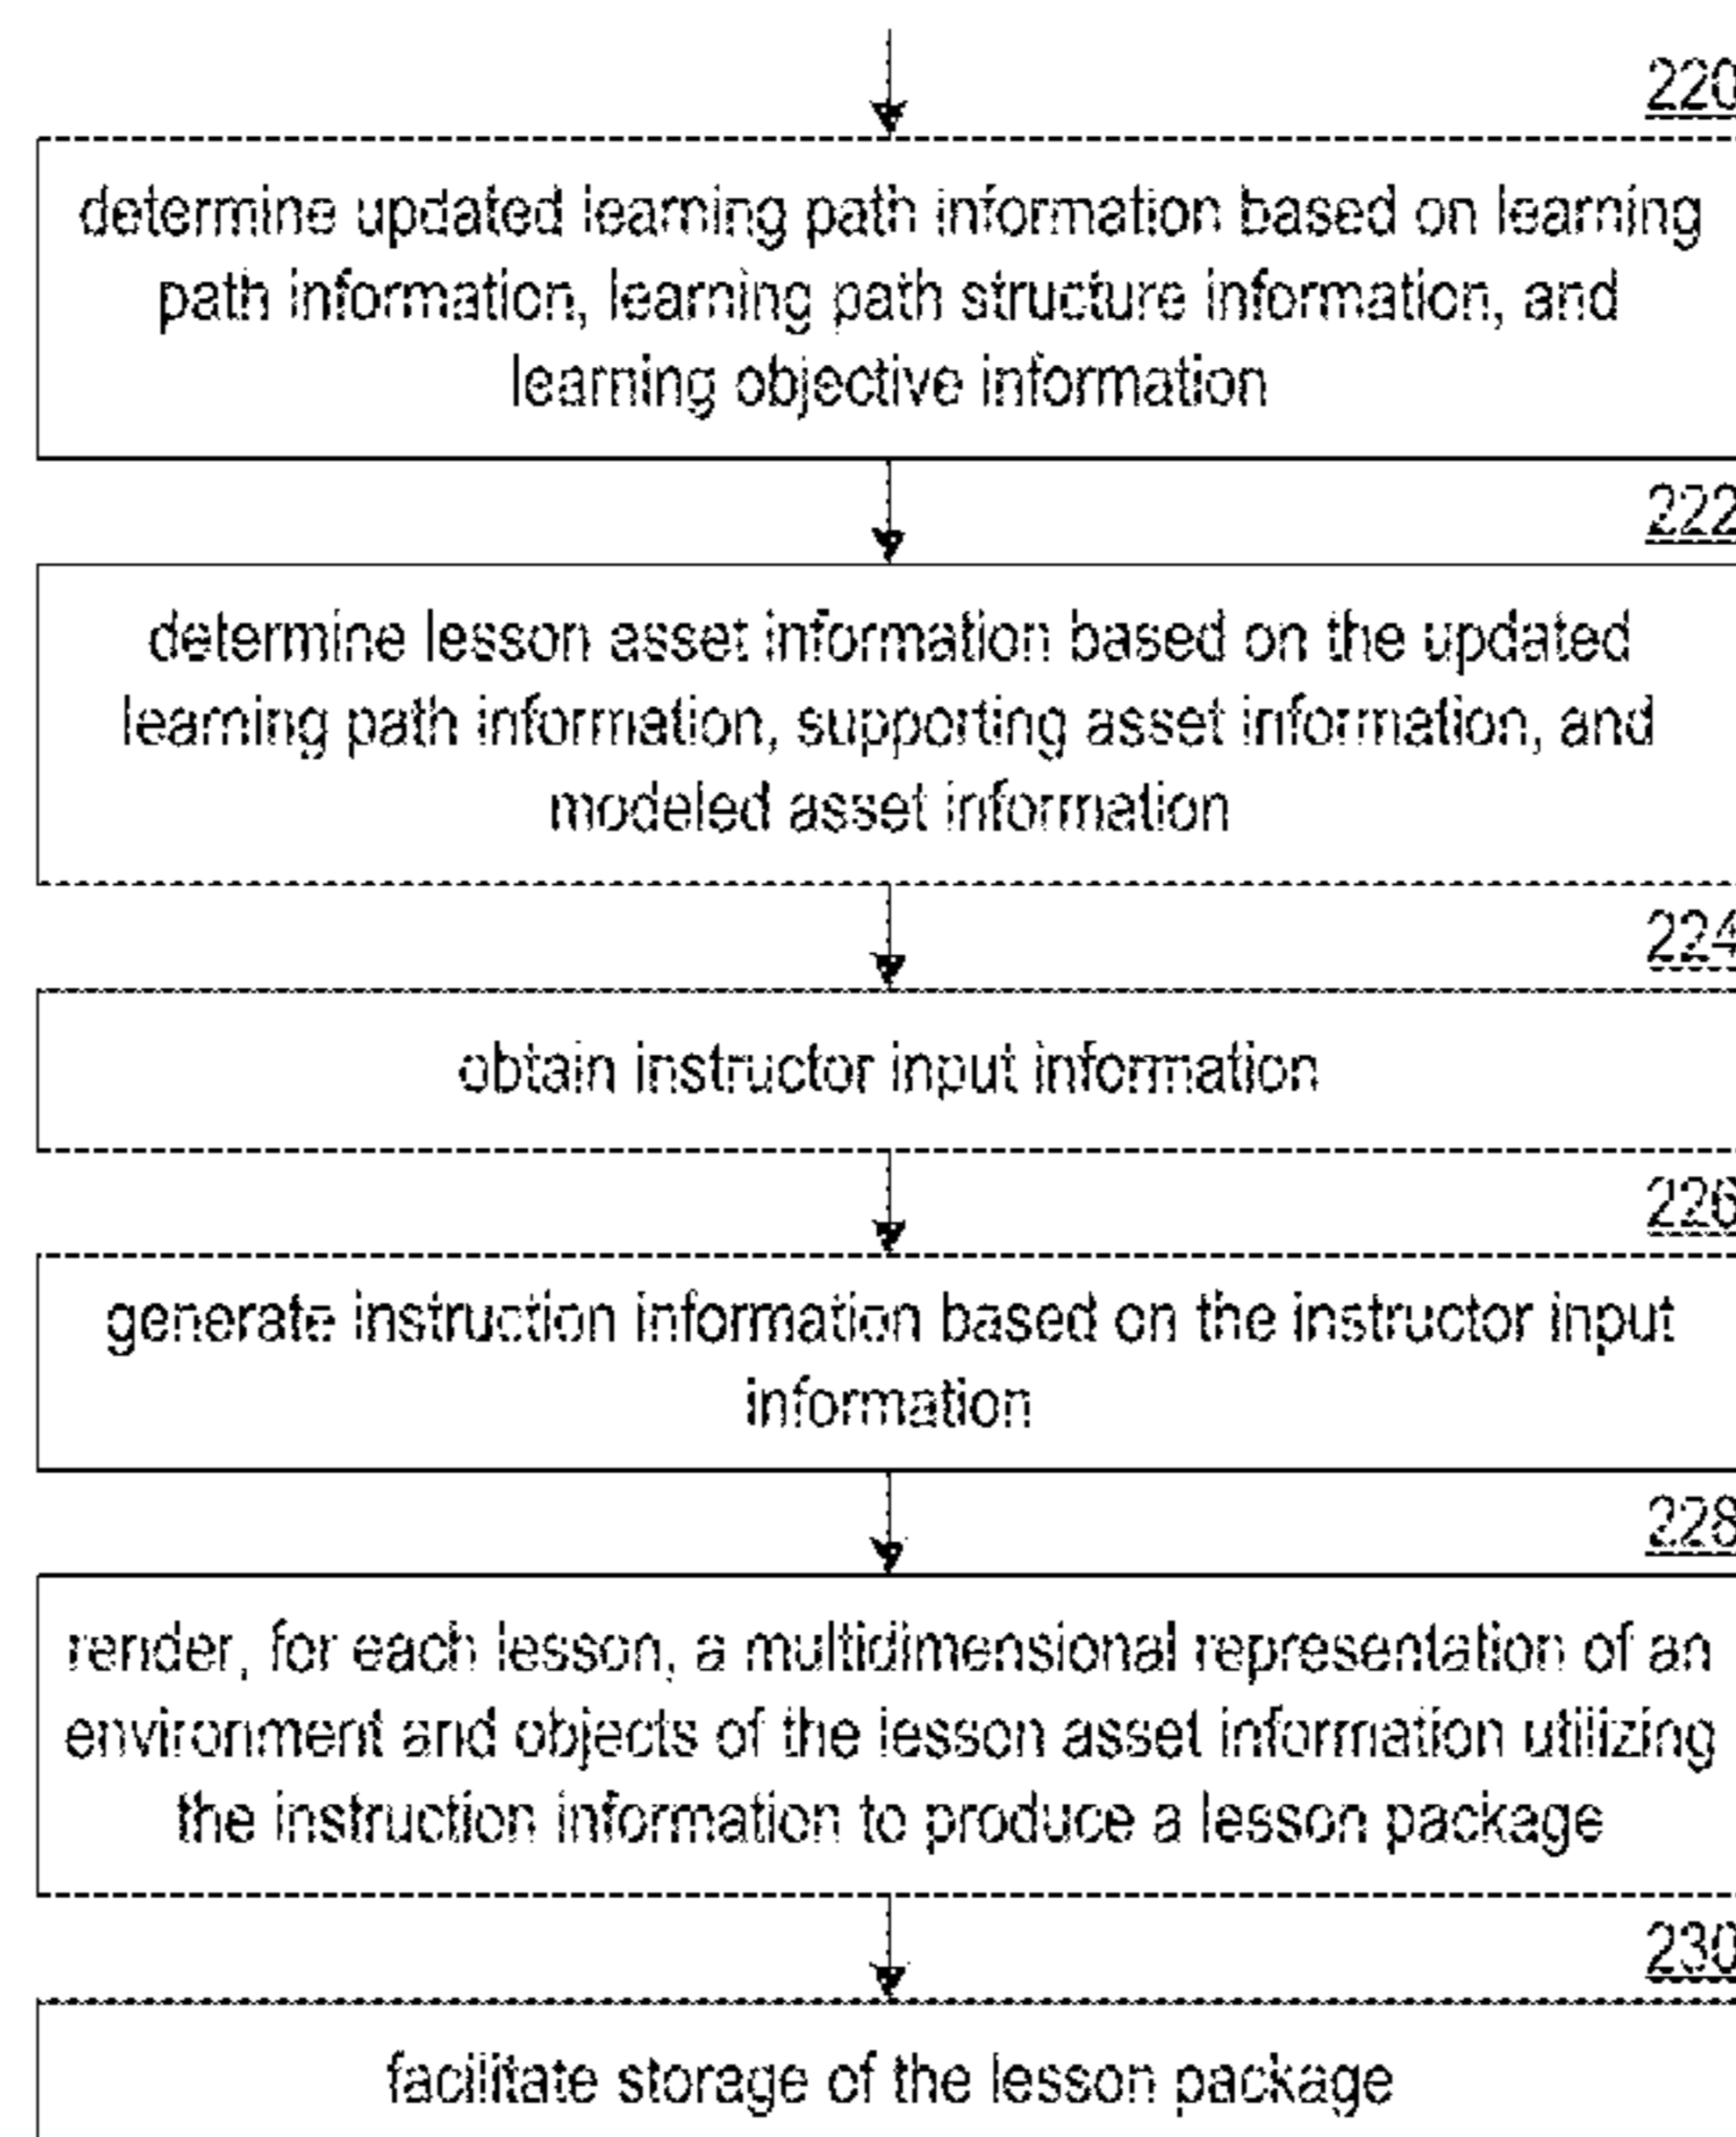 220
determine updated learning path information based on learning
path information, learning path structure information, and
learning objective information
222
determine lesson asset information based on the updated
learning path information, supporting asset information, and
modeled asset information
224
obtain instructor input information
226
generate instruction information based on the instructor input
information
228
render, for each lesson, a multidimensional representation of an
environment and objects of the lesson asset information utilizing
the instruction information to produce a lesson package
230
facilitate storage of the lesson package